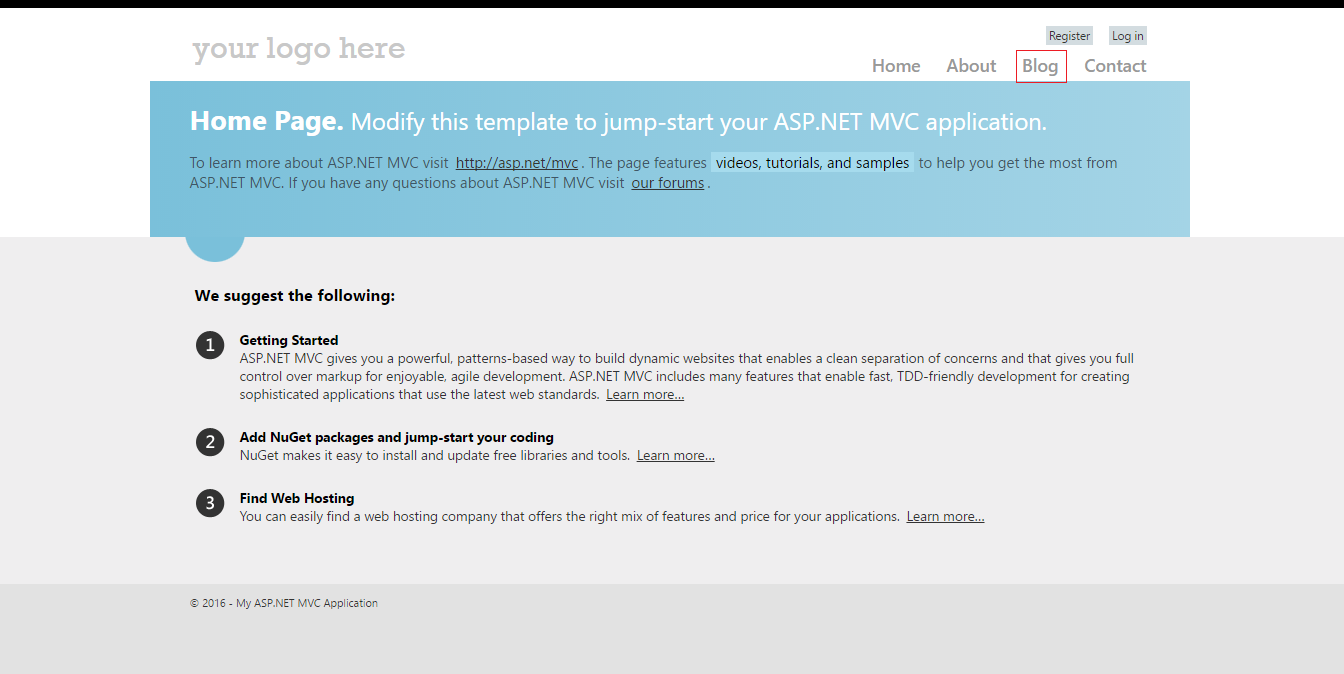 your logo here
Register Log in
Home About Blog Contact
Home Page. Modify this template to jump-start your ASP.NET MVC application.
To learn more about ASP.NET MVC visit http://asp.net/mvc . The page features videos, tutorials, and samples to help you get the most from
ASP.NET MVC. If you have any questions about ASP.NET MVC visit our forums .
We suggest the following:
1 Getting Started
ASP.NET MVC gives you a powerful, patterns-based way to build dynamic websites that enables a clean separation of concerns and that gives you full
control over markup for enjoyable, agile development. ASP.NET MVC includes many features that enable fast, TDD-friendly development for creating
sophisticated applications that use the latest web standards. Learn more...
2 Add NuGet packages and jump-start your coding
NuGet makes it easy to install and update free libraries and tools. Learn more...
3 Find Web Hosting
You can easily find a web hosting company that offers the right mix of features and price for your applications. Learn more...
© 2016 - My ASP.NET MVC Application